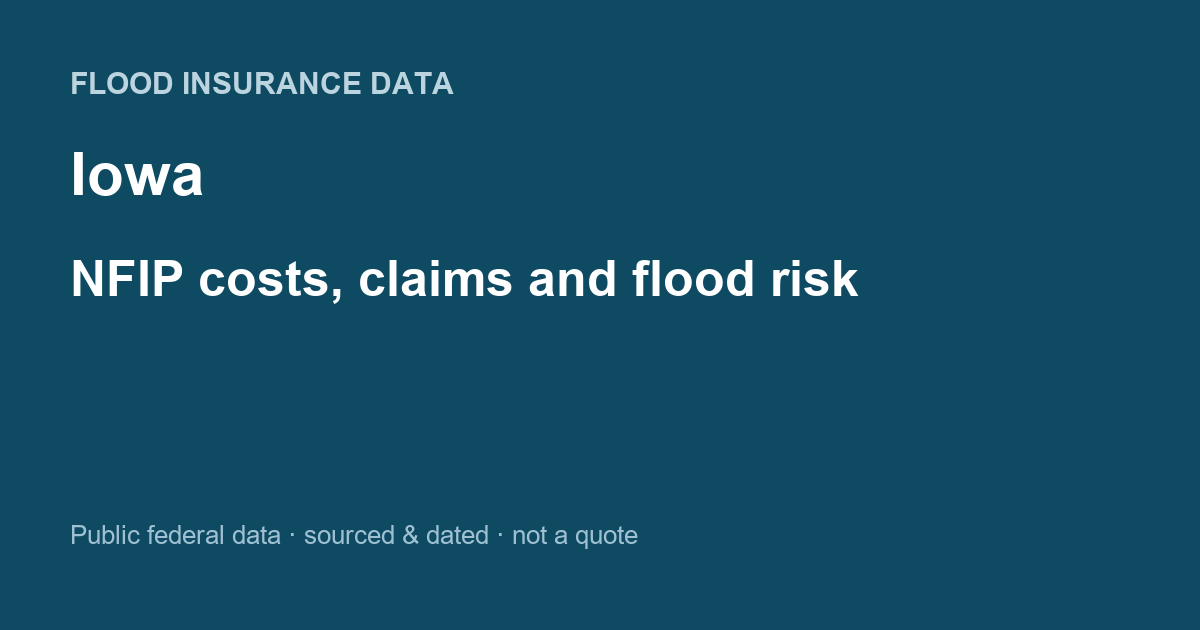 FLOOD INSURANCE DATA
Iowa
NFIP costs, claims and flood risk
Public federal data · sourced & dated · not a quote